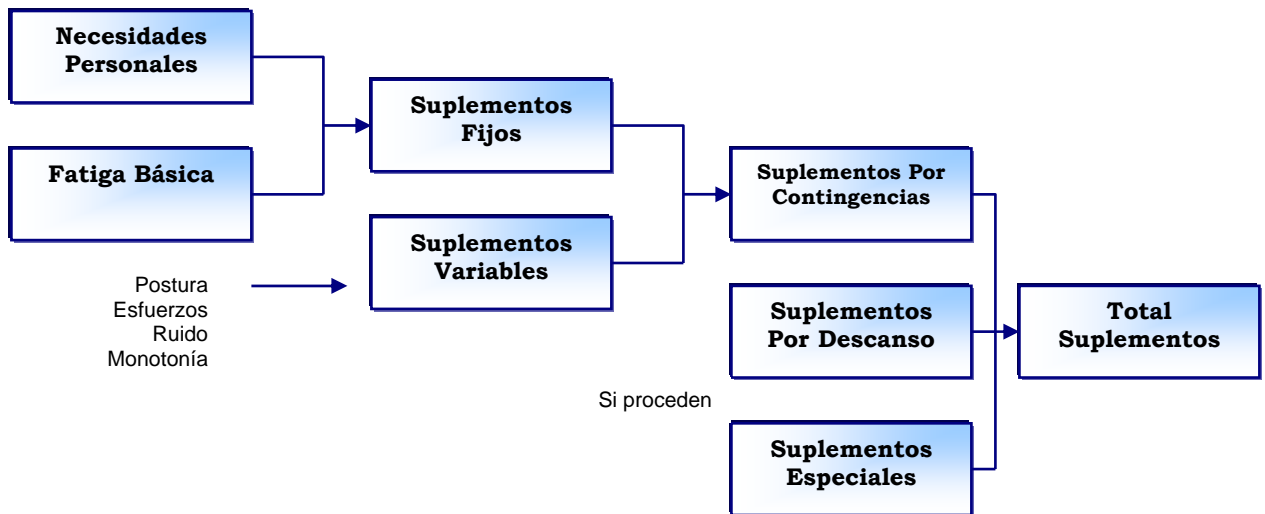 Necesidades
Personales
Fatiga Básica
Postura
Esfuerzos
Ruido
Monotonía
Suplementos
Fijos
Suplementos
Variables
Suplementos Por
Contingencias
Suplementos
Por Descanso
Si proceden
Suplementos
Especiales
Total
Suplementos